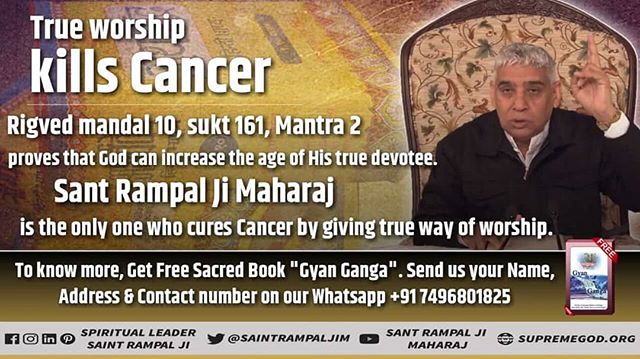 True worship
kills Cancer
Rigved mandal 10, sukt 161, Mantra 2
proves that God can increase the age of His true devotee.
Sant Rampal Ji Maharaj
is the only one who cures Cancer by giving true way of worship.
To know more, Get Free Sacred Book "Gyan Ganga". Send us your Name,
Address & Contact number on our Whatsapp +91 7496801825
FREE
Gyan
Ganga
SPIRITUAL LEADER
SAINT RAMPAL JI
@SAINTRAMPALJIM
SANT RAMPAL JI
MAHARAJ
SUPREMEGOD.ORG